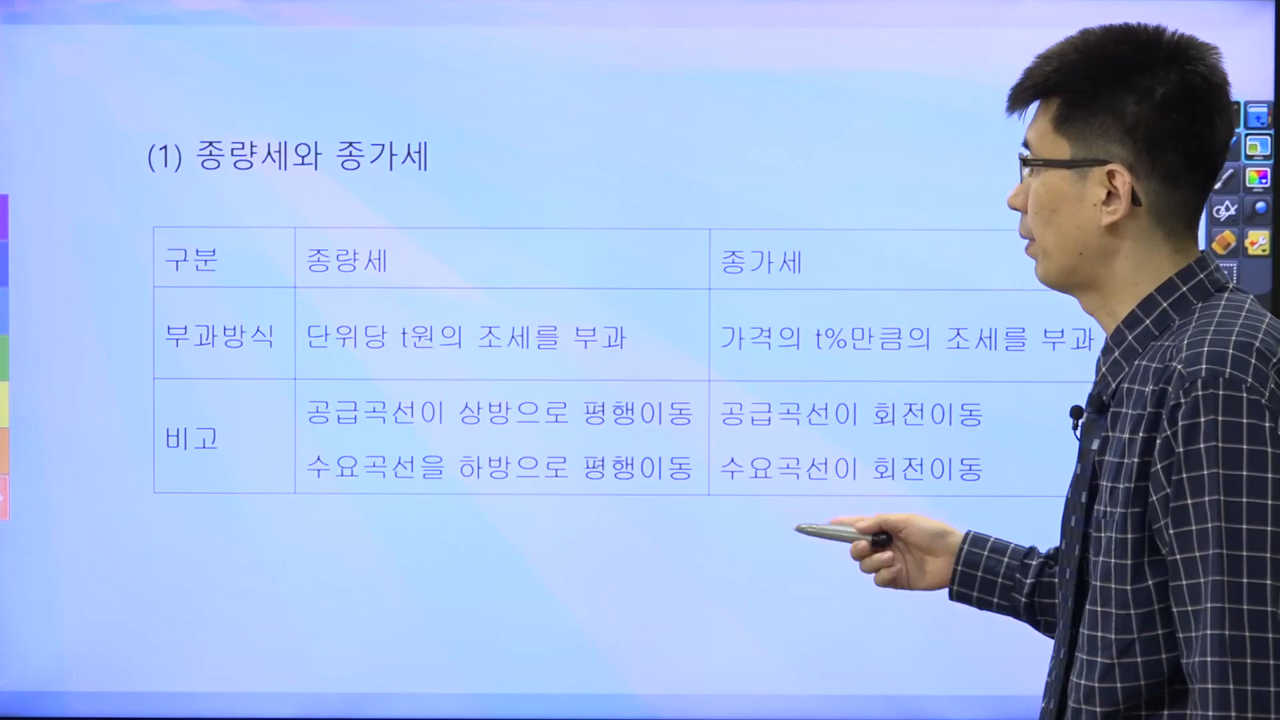 (1) 종량세와 종가세
구분 종량세 종가세
부과방식 단위당 t원의 조세를 부과 가격의 t%만큼의 조세를 부과
비고
공급곡선이 상방으로 평행이동 공급곡선이 회전이동
수요곡선을 하방으로 평행이동 수요곡선이 회전이동